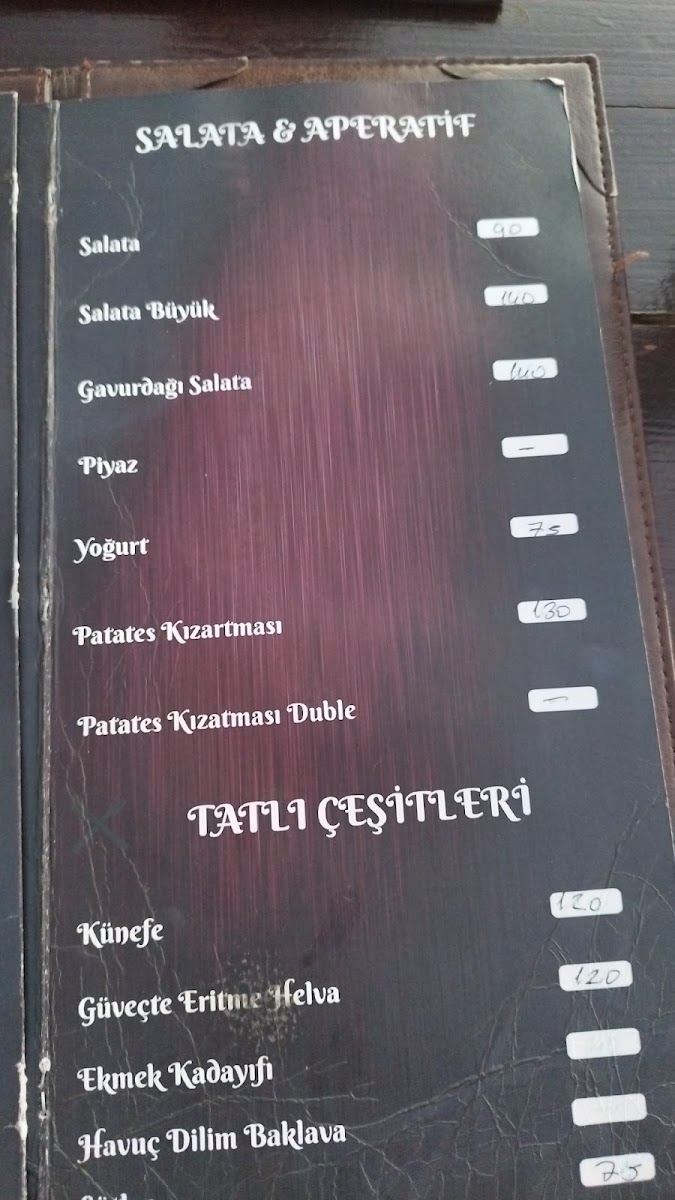 SALATA & APERATİF
Salata 90
Salata Büyük 140
Gavurdağı Salata 140
Piyaz —
Yoğurt 75
Patates Kızartması 130
Patates Kızatması Duble —
TATLI ÇEŞİTLERİ
Künefe 120
Güveçte Eritme Helva 120
Ekmek Kadayıfı
Havuç Dilim Baklava
75